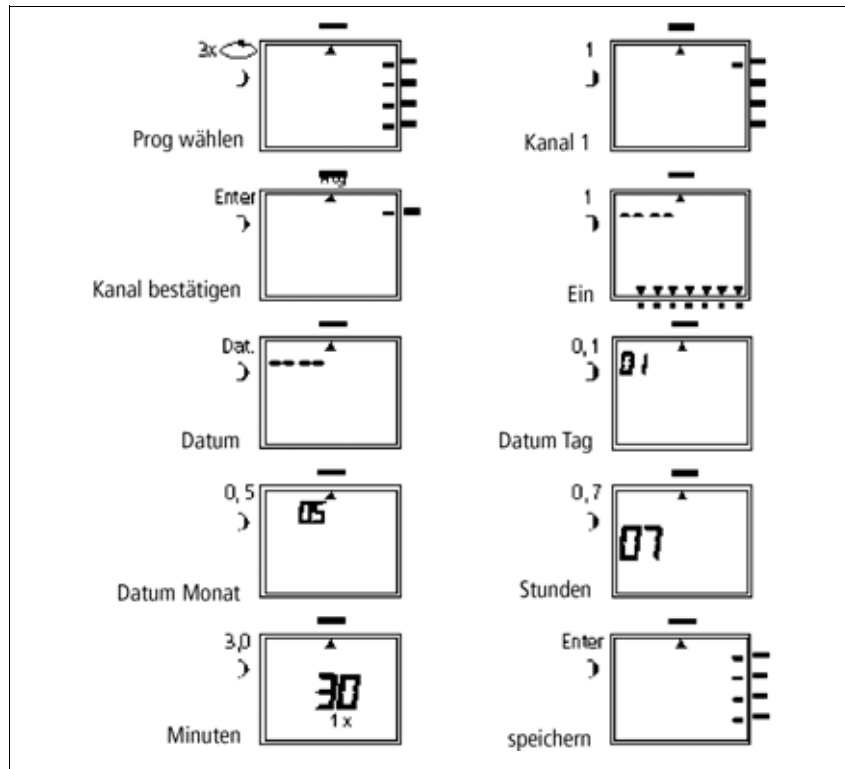 3x
Prog wählen
1
Kanal 1
Enter
Prog
Kanal bestätigen
1
Ein
Dat.
Datum
0,1
01
Datum Tag
0,5
05
Datum Monat
0,7
07
Stunden
3,0
30
1 x
Minuten
Enter
speichern